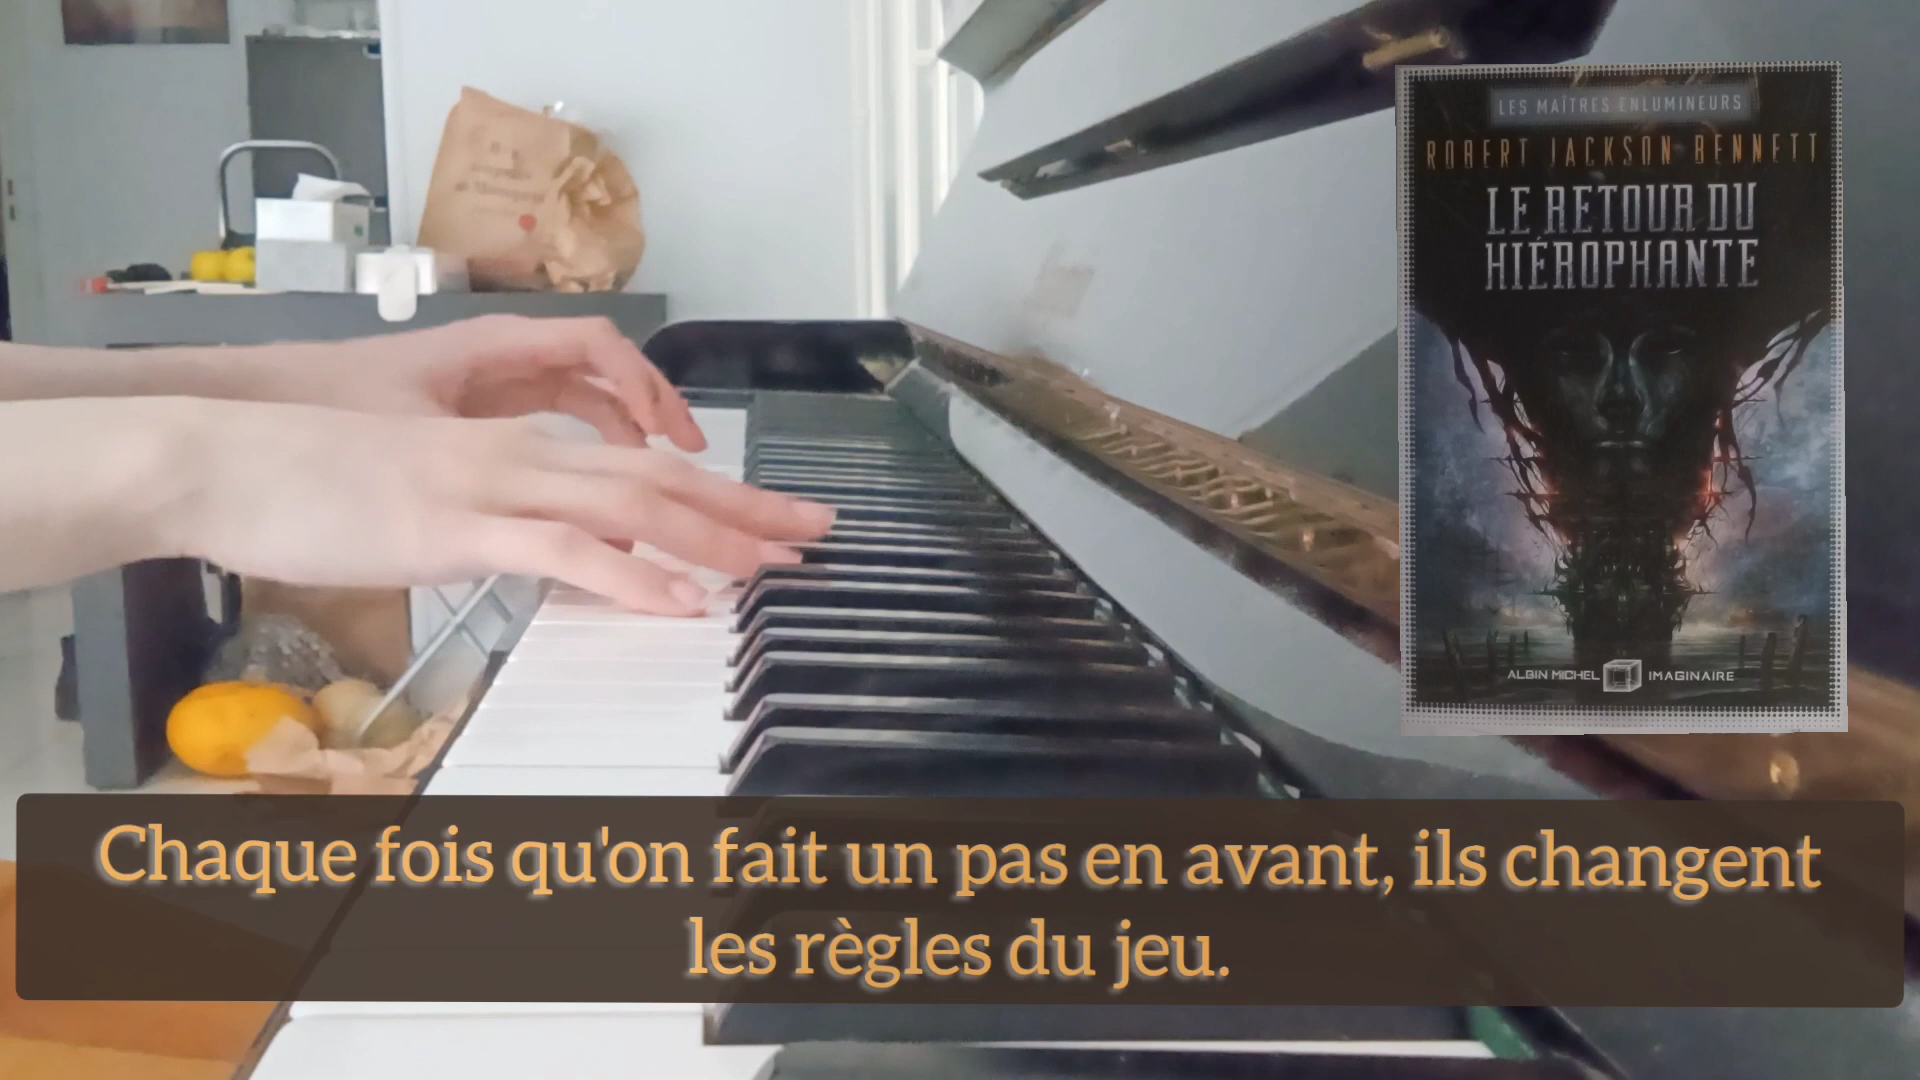 LES MAÎTRES ENLUMINEURS
ROBERT JACKSON BENNETT
LE RETOUR DU
HIÉROPHANTE
ALBIN MICHEL IMAGINAIRE
Chaque fois qu'on fait un pas en avant, ils changent
les règles du jeu.